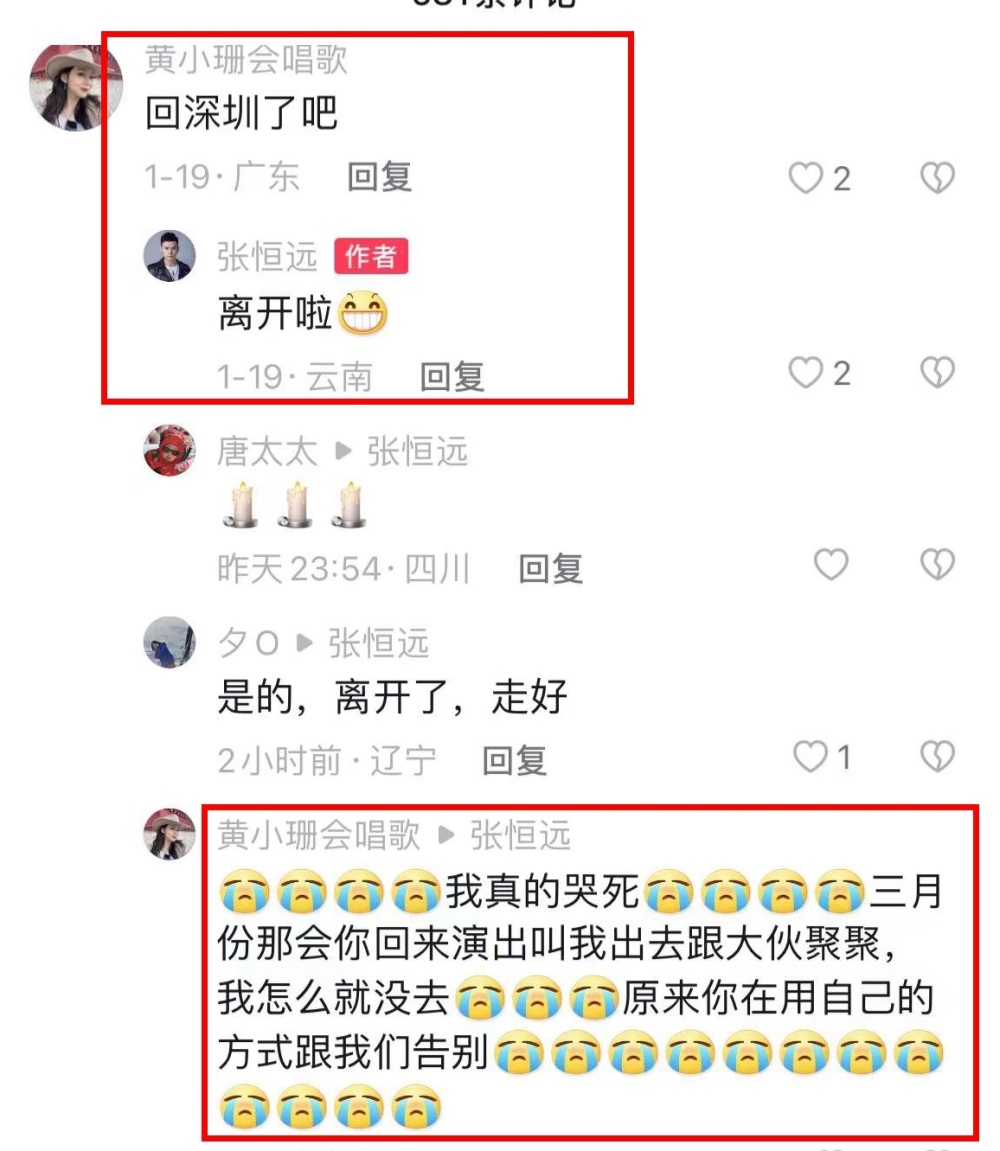 黄小珊会唱歌
回深圳了吧
1-19·广东 回复
2
张恒远 作者
离开啦😁
1-19·云南 回复
2
唐太太 ▶ 张恒远
🕯️🕯️🕯️
昨天23:54·四川 回复
夕O ▶ 张恒远
是的，离开了，走好
2小时前·辽宁 回复
1
黄小珊会唱歌 ▶ 张恒远
😭😭😭😭我真的哭死😭😭😭😭三月
份那会你回来演出叫我出去跟大伙聚聚，
我怎么就没去😭😭😭原来你在用自己的
方式跟我们告别😭😭😭😭😭😭😭😭
😭😭😭😭